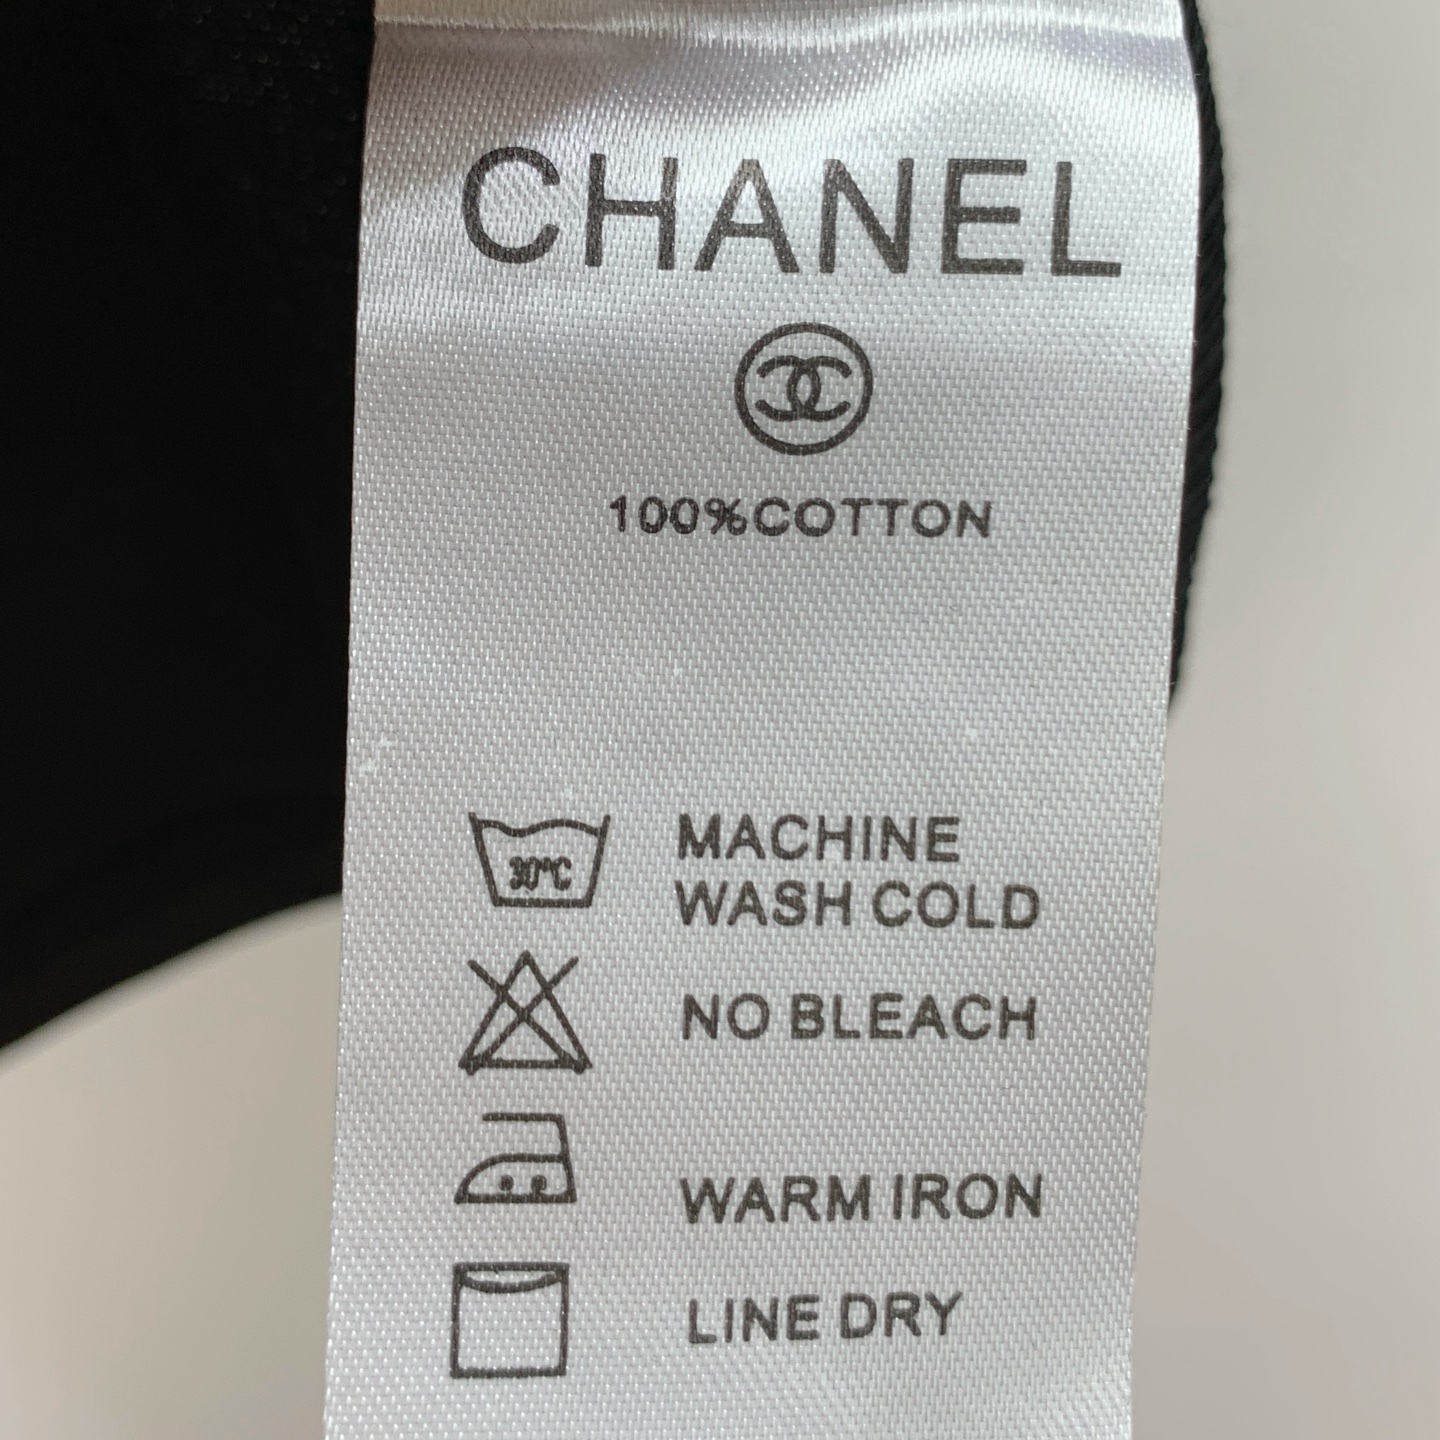 CHANEL
100%COTTON
30°C
MACHINE
WASH COLD
NO BLEACH
WARM IRON
LINE DRY